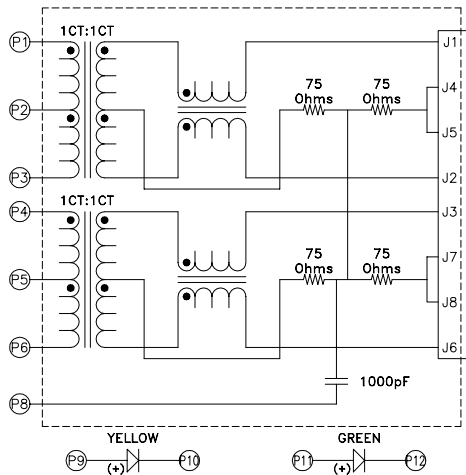 1CT:1CT
P1
J1
75
Ohms
75
Ohms
J4
P2
J5
P3
J2
1CT:1CT
P4
J3
75
Ohms
75
Ohms
J7
P5
J8
P6
J6
1000pF
P8
YELLOW
GREEN
P9
(+)
P10
P11
(+)
P12